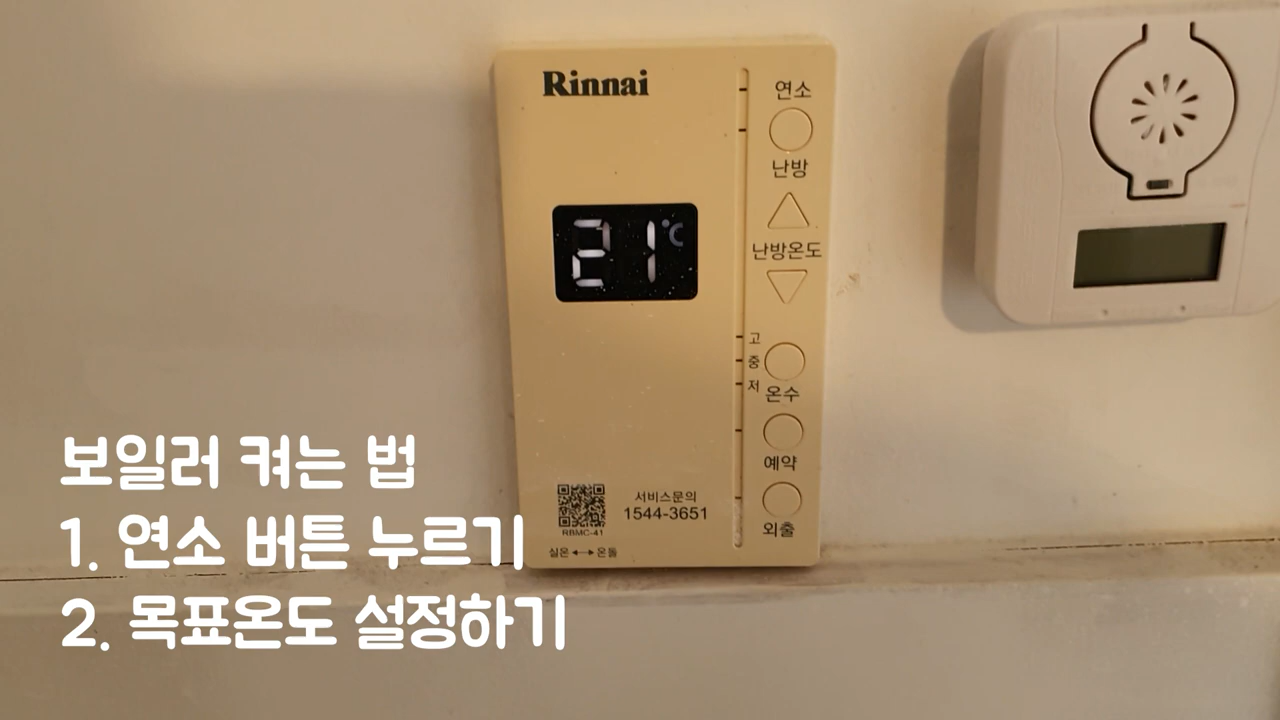 Rinnai
연소
난방
21℃
난방온도
고
중
저
온수
예약
외출
서비스문의
1544-3651
RBMC-41
실온 ◄─► 온돌
보일러 켜는 법
1. 연소 버튼 누르기
2. 목표온도 설정하기